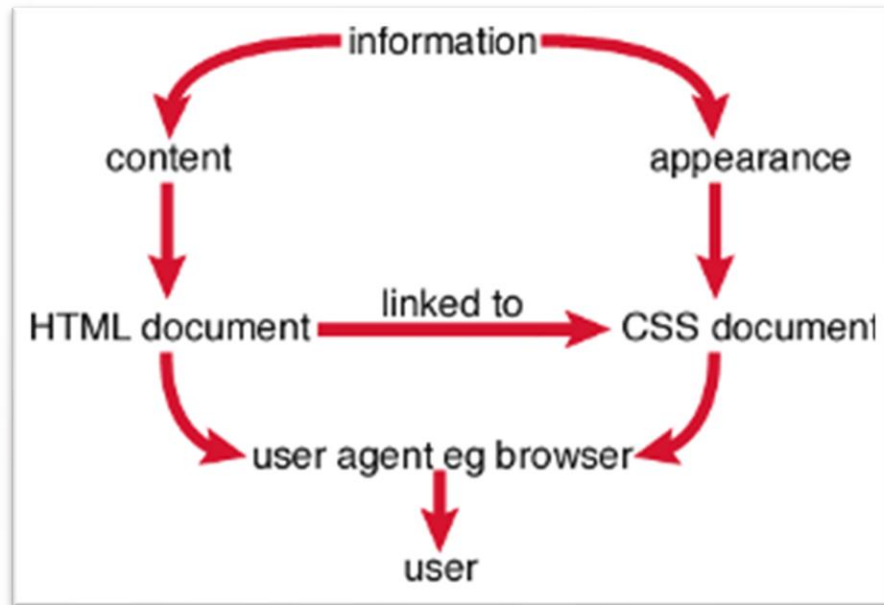 information
content
appearance
linked to
HTML document
CSS document
user agent eg browser
user